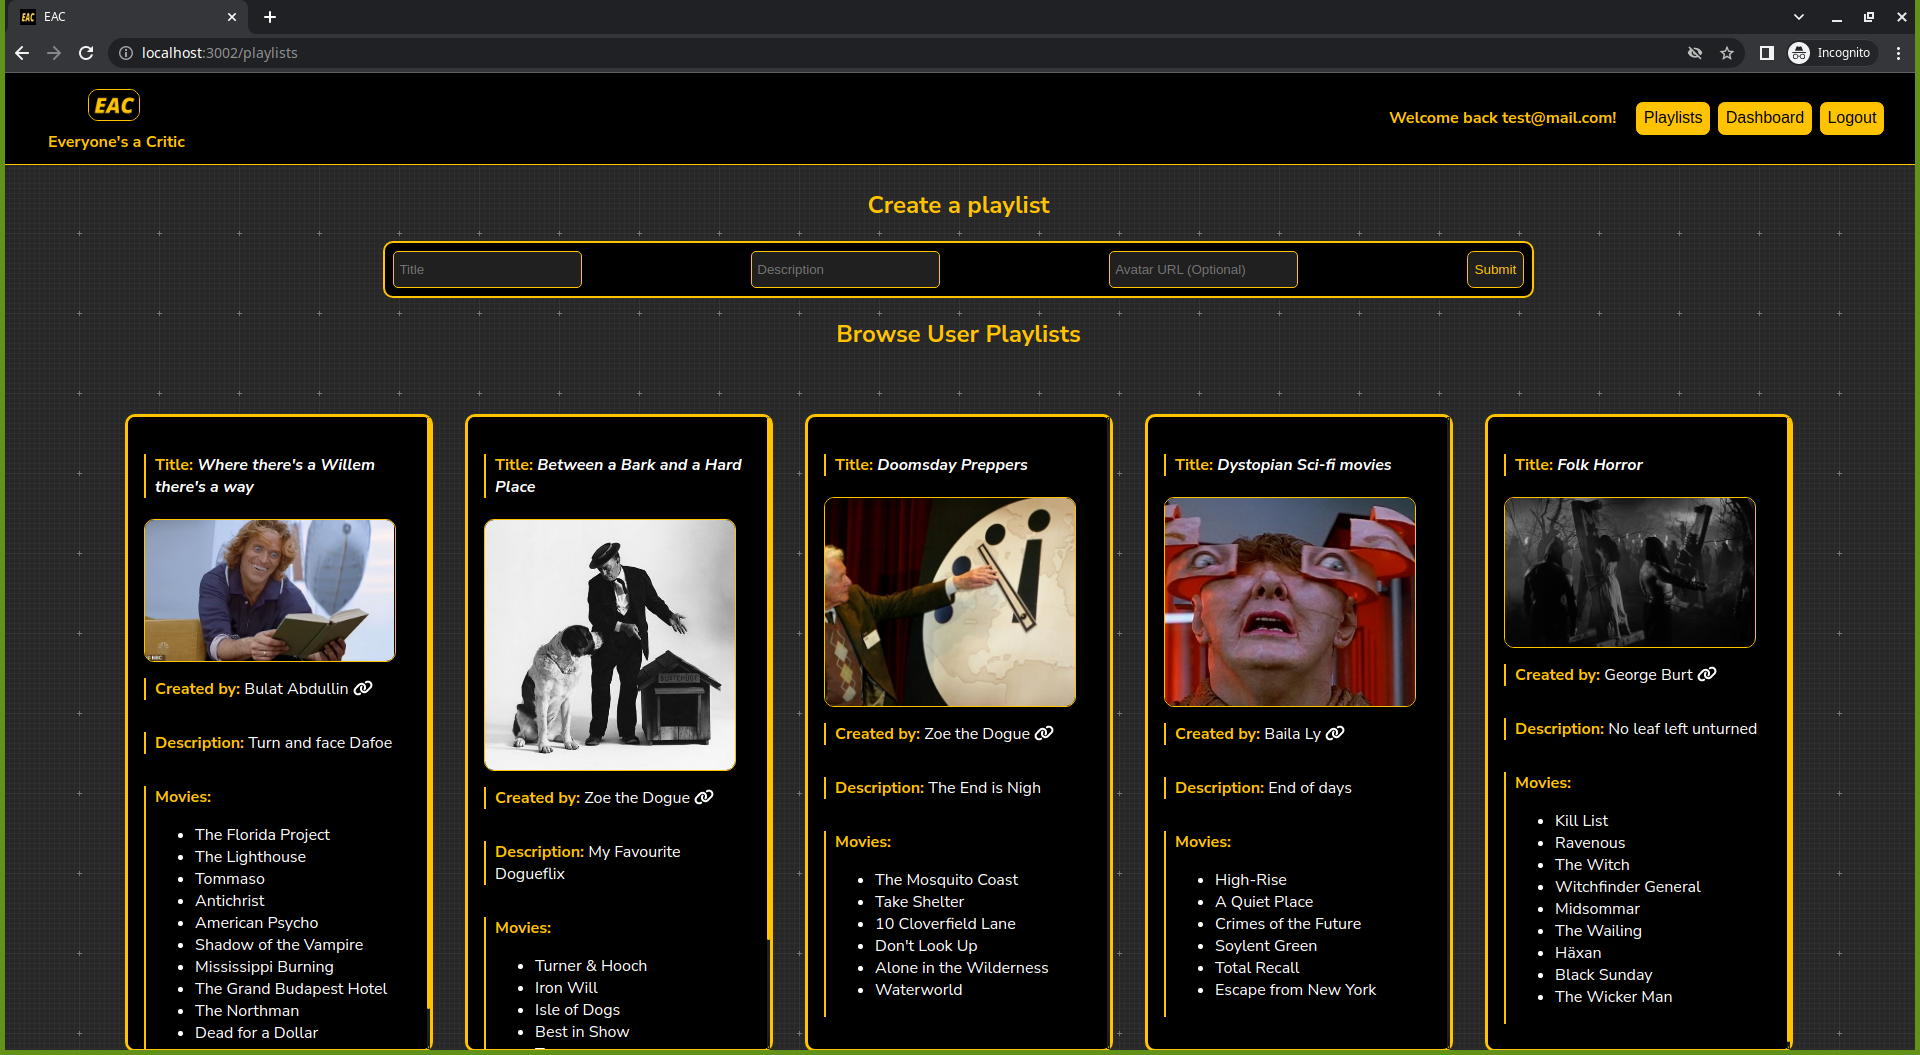 EAC
localhost:3002/playlists
Incognito
EAC
Everyone's a Critic
Welcome back test@mail.com!
Playlists
Dashboard
Logout
Create a playlist
Title
Description
Avatar URL (Optional)
Submit
Browse User Playlists
Title: Where there's a Willem
there's a way
Created by: Bulat Abdullin
Description: Turn and face Dafoe
Movies:
The Florida Project
The Lighthouse
Tommaso
Antichrist
American Psycho
Shadow of the Vampire
Mississippi Burning
The Grand Budapest Hotel
The Northman
Dead for a Dollar
Title: Between a Bark and a Hard
Place
Created by: Zoe the Dogue
Description: My Favourite
Dogueflix
Movies:
Turner & Hooch
Iron Will
Isle of Dogs
Best in Show
Title: Doomsday Preppers
Created by: Zoe the Dogue
Description: The End is Nigh
Movies:
The Mosquito Coast
Take Shelter
10 Cloverfield Lane
Don't Look Up
Alone in the Wilderness
Waterworld
Title: Dystopian Sci-fi movies
Created by: Baila Ly
Description: End of days
Movies:
High-Rise
A Quiet Place
Crimes of the Future
Soylent Green
Total Recall
Escape from New York
Title: Folk Horror
Created by: George Burt
Description: No leaf left unturned
Movies:
Kill List
Ravenous
The Witch
Witchfinder General
Midsommar
The Wailing
Häxan
Black Sunday
The Wicker Man